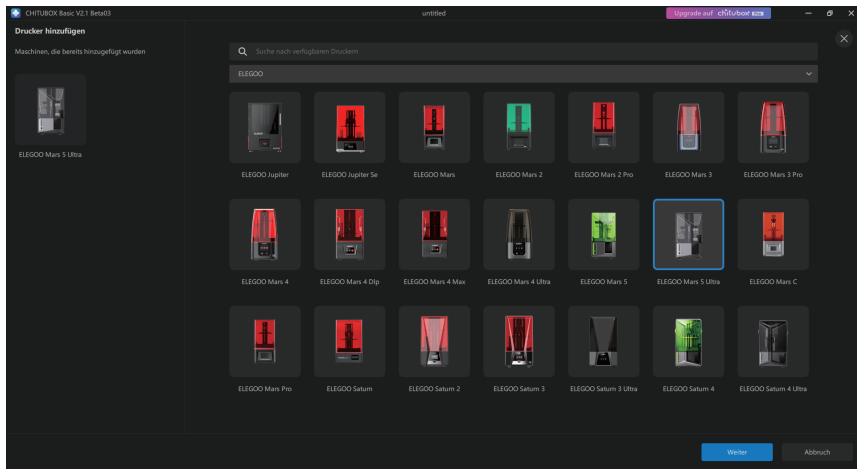 CHITUBOX Basic V2.1 Beta03
untitled
Upgrade auf chitubox Pro
Drucker hinzufügen
Maschinen, die bereits hinzugefügt wurden
ELEGOO Mars 5 Ultra
Suche nach verfügbaren Druckern
ELEGOO
ELEGOO Jupiter
ELEGOO Jupiter Se
ELEGOO Mars
ELEGOO Mars 2
ELEGOO Mars 2 Pro
ELEGOO Mars 3
ELEGOO Mars 3 Pro
ELEGOO Mars 4
ELEGOO Mars 4 Dlp
ELEGOO Mars 4 Max
ELEGOO Mars 4 Ultra
ELEGOO Mars 5
ELEGOO Mars 5 Ultra
ELEGOO Mars C
ELEGOO Mars Pro
ELEGOO Saturn
ELEGOO Saturn 2
ELEGOO Saturn 3
ELEGOO Saturn 3 Ultra
ELEGOO Saturn 4
ELEGOO Saturn 4 Ultra
Weiter
Abbruch